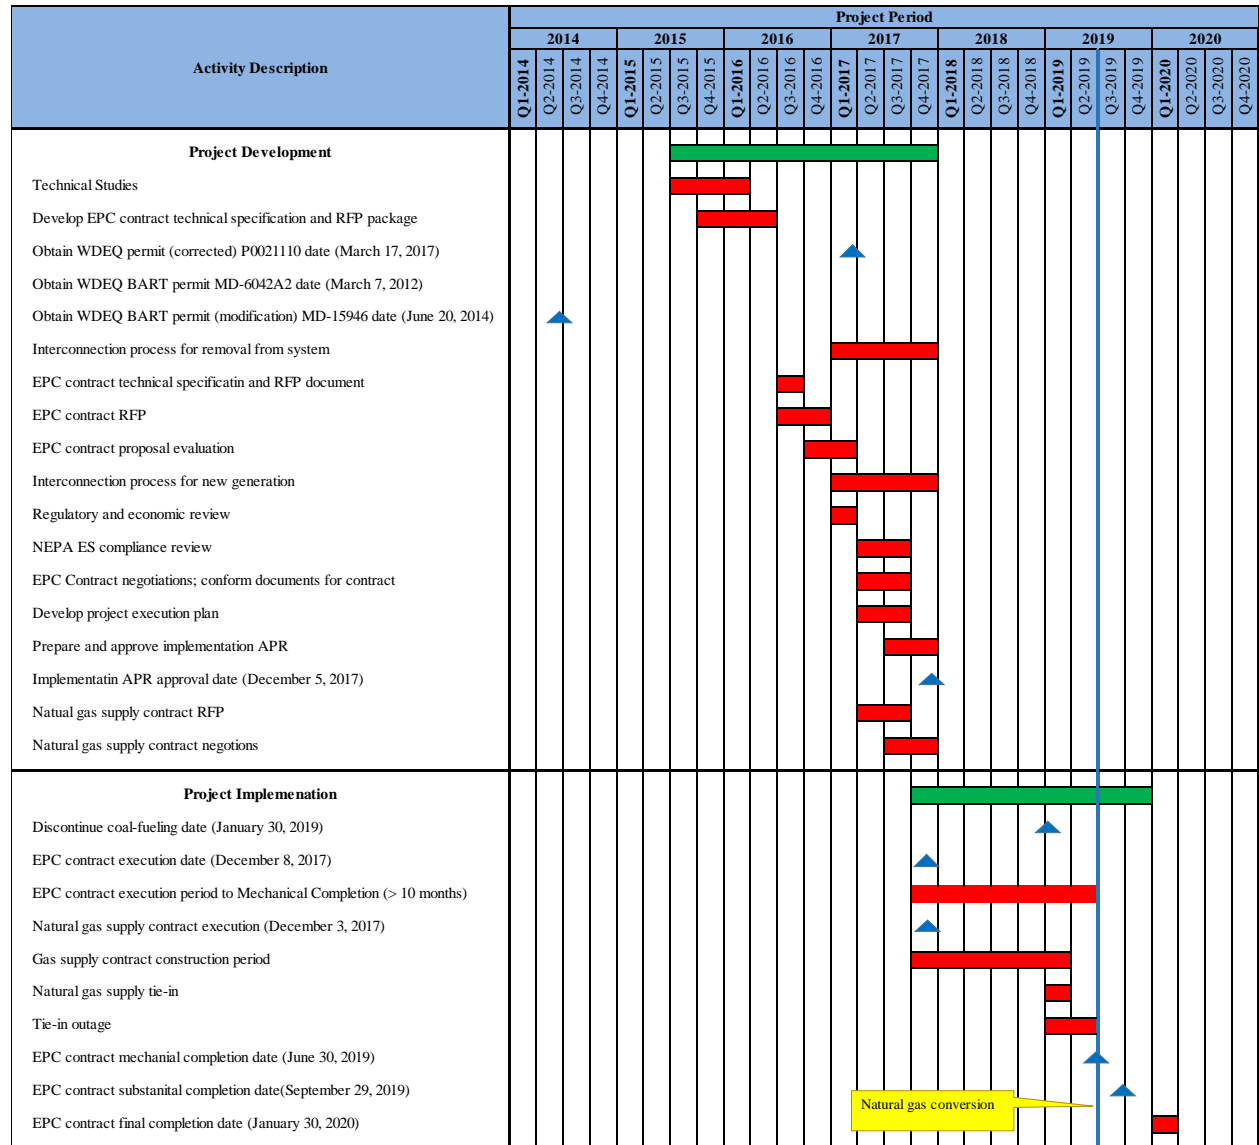 Project Period
Activity Description
2014 2015 2016 2017 2018 2019 2020
Q1-2014 Q2-2014 Q3-2014 Q4-2014 Q1-2015 Q2-2015 Q3-2015 Q4-2015 Q1-2016 Q2-2016 Q3-2016 Q4-2016 Q1-2017 Q2-2017 Q3-2017 Q4-2017 Q1-2018 Q2-2018 Q3-2018 Q4-2018 Q1-2019 Q2-2019 Q3-2019 Q4-2019 Q1-2020 Q2-2020 Q3-2020 Q4-2020
Project Development
Technical Studies
Develop EPC contract technical specification and RFP package
Obtain WDEQ permit (corrected) P0021110 date (March 17, 2017)
Obtain WDEQ BART permit MD-6042A2 date (March 7, 2012)
Obtain WDEQ BART permit (modification) MD-15946 date (June 20, 2014)
Interconnection process for removal from system
EPC contract technical specificatin and RFP document
EPC contract RFP
EPC contract proposal evaluation
Interconnection process for new generation
Regulatory and economic review
NEPA ES compliance review
EPC Contract negotiations; conform documents for contract
Develop project execution plan
Prepare and approve implementation APR
Implementatin APR approval date (December 5, 2017)
Natual gas supply contract RFP
Natural gas supply contract negotions
Project Implemenation
Discontinue coal-fueling date (January 30, 2019)
EPC contract execution date (December 8, 2017)
EPC contract execution period to Mechanical Completion (> 10 months)
Natural gas supply contract execution (December 3, 2017)
Gas supply contract construction period
Natural gas supply tie-in
Tie-in outage
EPC contract mechanial completion date (June 30, 2019)
EPC contract substanital completion date(September 29, 2019)
Natural gas conversion
EPC contract final completion date (January 30, 2020)